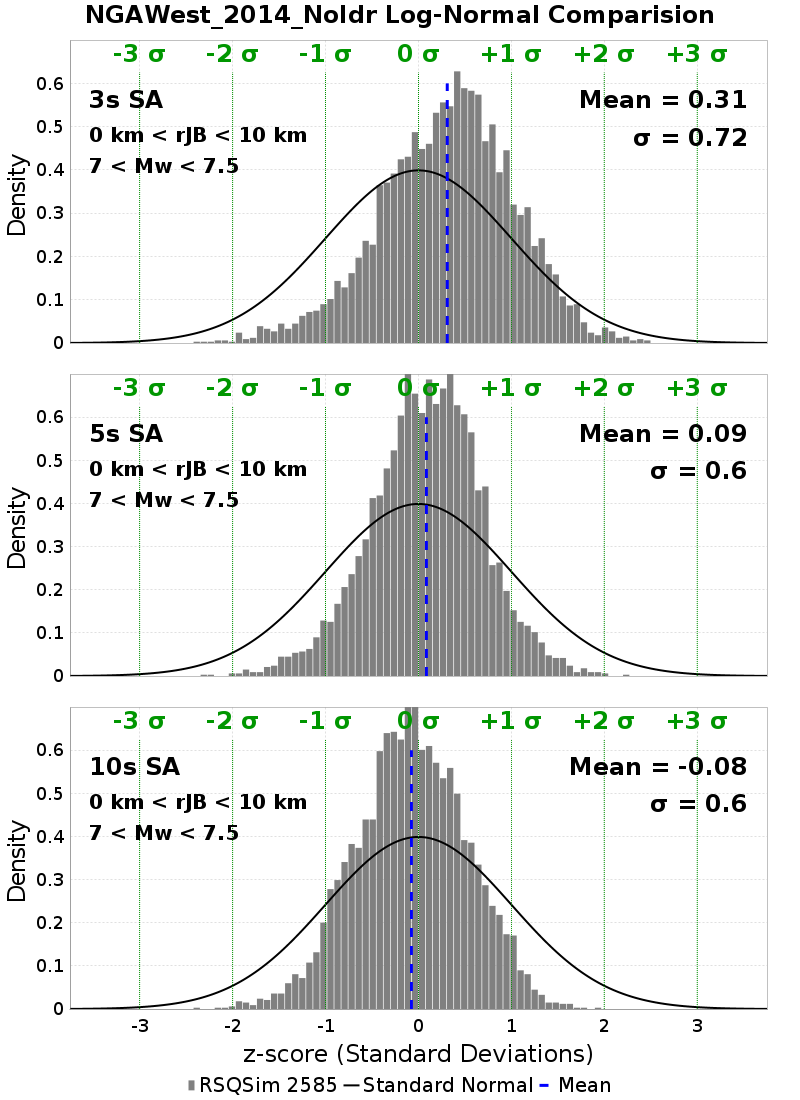 NGAWest_2014_NoIdr Log-Normal Comparision
-3 σ -2 σ -1 σ 0 σ +1 σ +2 σ +3 σ
3s SA
Mean = 0.31
0 km < rJB < 10 km
σ = 0.72
7 < Mw < 7.5
0.6
0.5
0.4
0.3
0.2
0.1
0
Density
-3 σ -2 σ -1 σ 0 σ +1 σ +2 σ +3 σ
5s SA
Mean = 0.09
0 km < rJB < 10 km
σ = 0.6
7 < Mw < 7.5
0.6
0.5
0.4
0.3
0.2
0.1
0
Density
-3 σ -2 σ -1 σ 0 σ +1 σ +2 σ +3 σ
10s SA
Mean = -0.08
0 km < rJB < 10 km
σ = 0.6
7 < Mw < 7.5
0.6
0.5
0.4
0.3
0.2
0.1
0
Density
-3 -2 -1 0 1 2 3
z-score (Standard Deviations)
RSQSim 2585 Standard Normal Mean